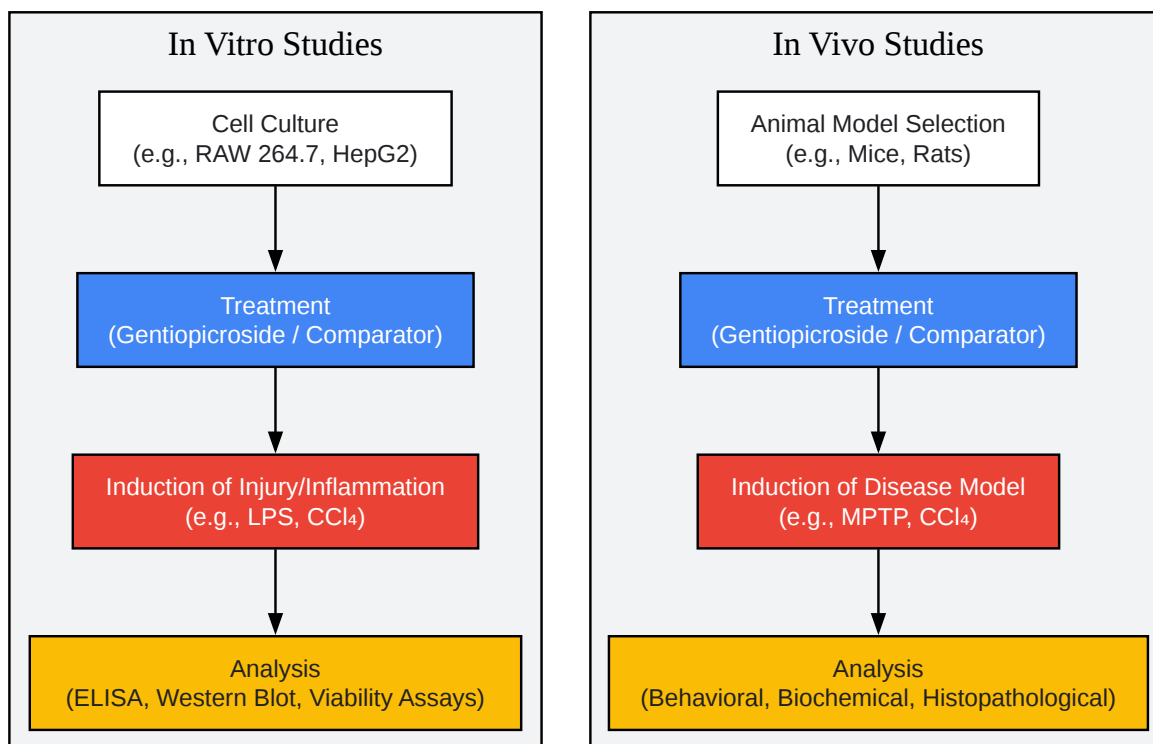 In Vitro Studies
Cell Culture
(e.g., RAW 264.7, HepG2)
Treatment
(Gentiopicroside / Comparator)
Induction of Injury/Inflammation
(e.g., LPS, CCl₄)
Analysis
(ELISA, Western Blot, Viability Assays)
In Vivo Studies
Animal Model Selection
(e.g., Mice, Rats)
Treatment
(Gentiopicroside / Comparator)
Induction of Disease Model
(e.g., MPTP, CCl₄)
Analysis
(Behavioral, Biochemical, Histopathological)